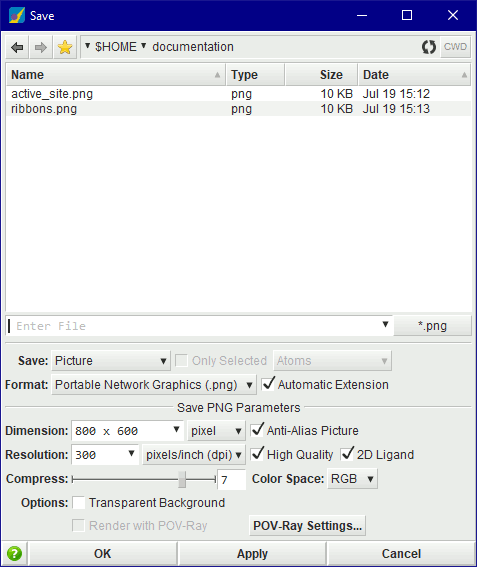 Save
$HOME documentation CWD
Name Type Size Date
active_site.png png 10 KB Jul 19 15:12
ribbons.png png 10 KB Jul 19 15:13
Enter File *.png
Save: Picture Only Selected Atoms
Format: Portable Network Graphics (.png) Automatic Extension
Save PNG Parameters
Dimension: 800 x 600 pixel Anti-Alias Picture
Resolution: 300 pixels/inch (dpi) High Quality 2D Ligand
Compress: 7 Color Space: RGB
Options: Transparent Background
Render with POV-Ray POV-Ray Settings...
? OK Apply Cancel